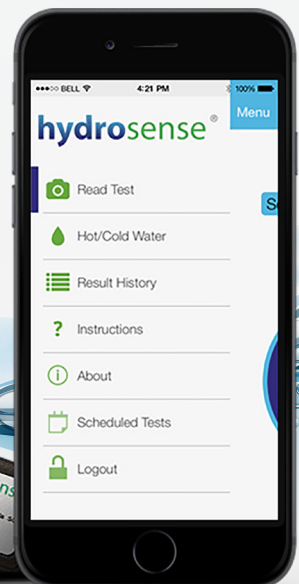 BELL 4:21 PM 100%
Menu
hydrosense®
Read Test
Hot/Cold Water
Result History
? Instructions
About
Scheduled Tests
Logout